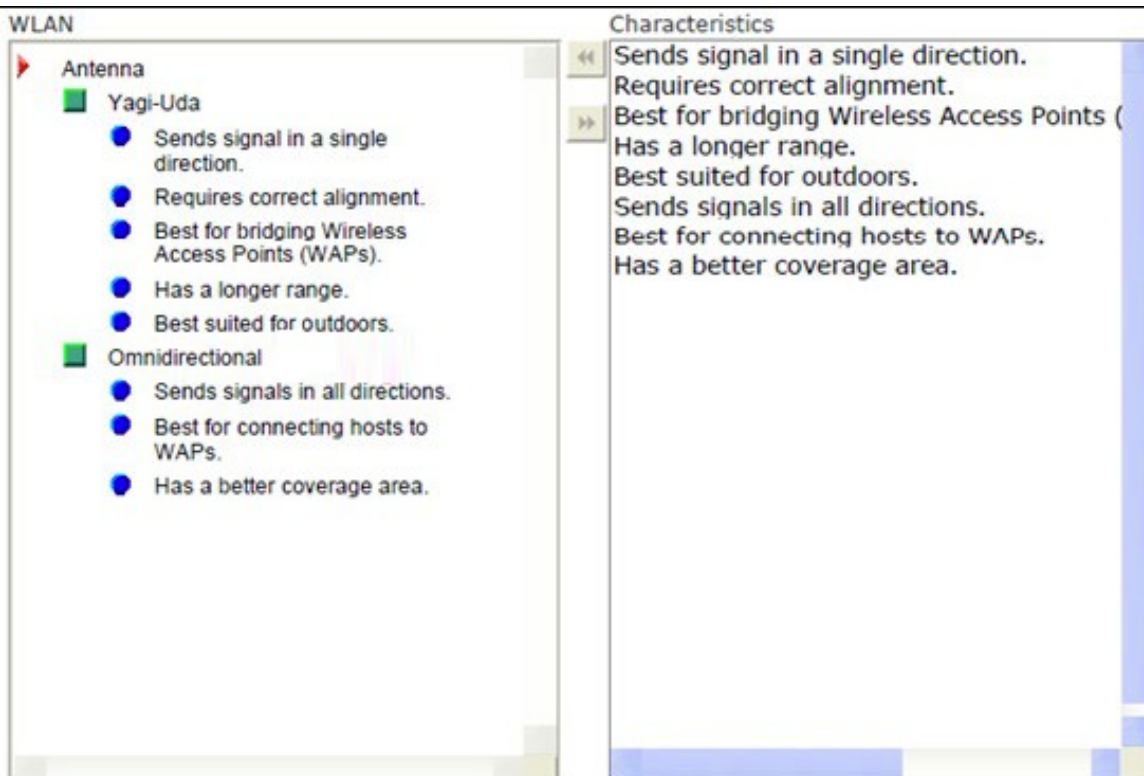 WLAN
Antenna
Yagi-Uda
Sends signal in a single
direction.
Requires correct alignment.
Best for bridging Wireless
Access Points (WAPs).
Has a longer range.
Best suited for outdoors.
Omnidirectional
Sends signals in all directions.
Best for connecting hosts to
WAPs.
Has a better coverage area.
Characteristics
Sends signal in a single direction.
Requires correct alignment.
Best for bridging Wireless Access Points (
Has a longer range.
Best suited for outdoors.
Sends signals in all directions.
Best for connecting hosts to WAPs.
Has a better coverage area.